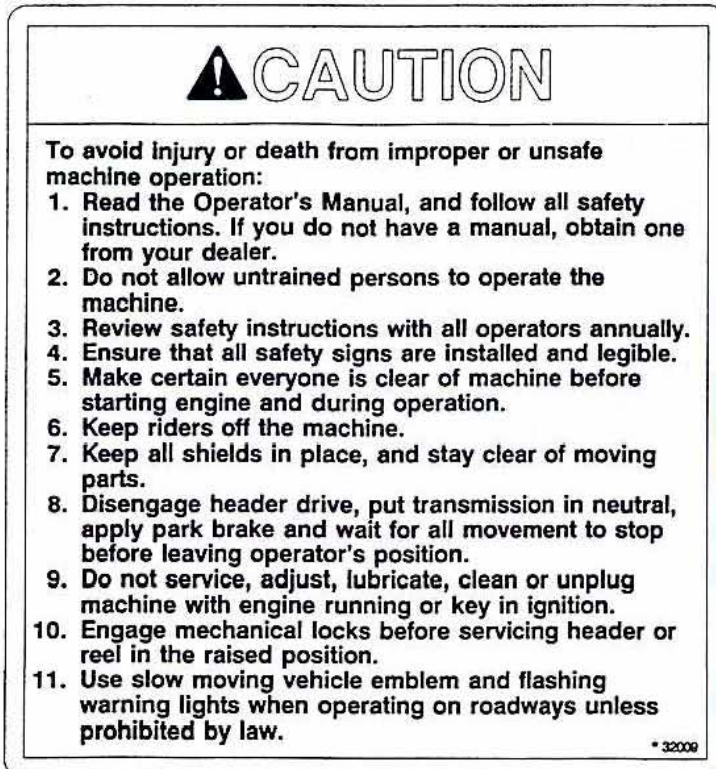 CAUTION
To avoid injury or death from improper or unsafe
machine operation:
1. Read the Operator's Manual, and follow all safety
instructions. If you do not have a manual, obtain one
from your dealer.
2. Do not allow untrained persons to operate the
machine.
3. Review safety instructions with all operators annually.
4. Ensure that all safety signs are installed and legible.
5. Make certain everyone is clear of machine before
starting engine and during operation.
6. Keep riders off the machine.
7. Keep all shields in place, and stay clear of moving
parts.
8. Disengage header drive, put transmission in neutral,
apply park brake and wait for all movement to stop
before leaving operator's position.
9. Do not service, adjust, lubricate, clean or unplug
machine with engine running or key in ignition.
10. Engage mechanical locks before servicing header or
reel in the raised position.
11. Use slow moving vehicle emblem and flashing
warning lights when operating on roadways unless
prohibited by law.
* 32009